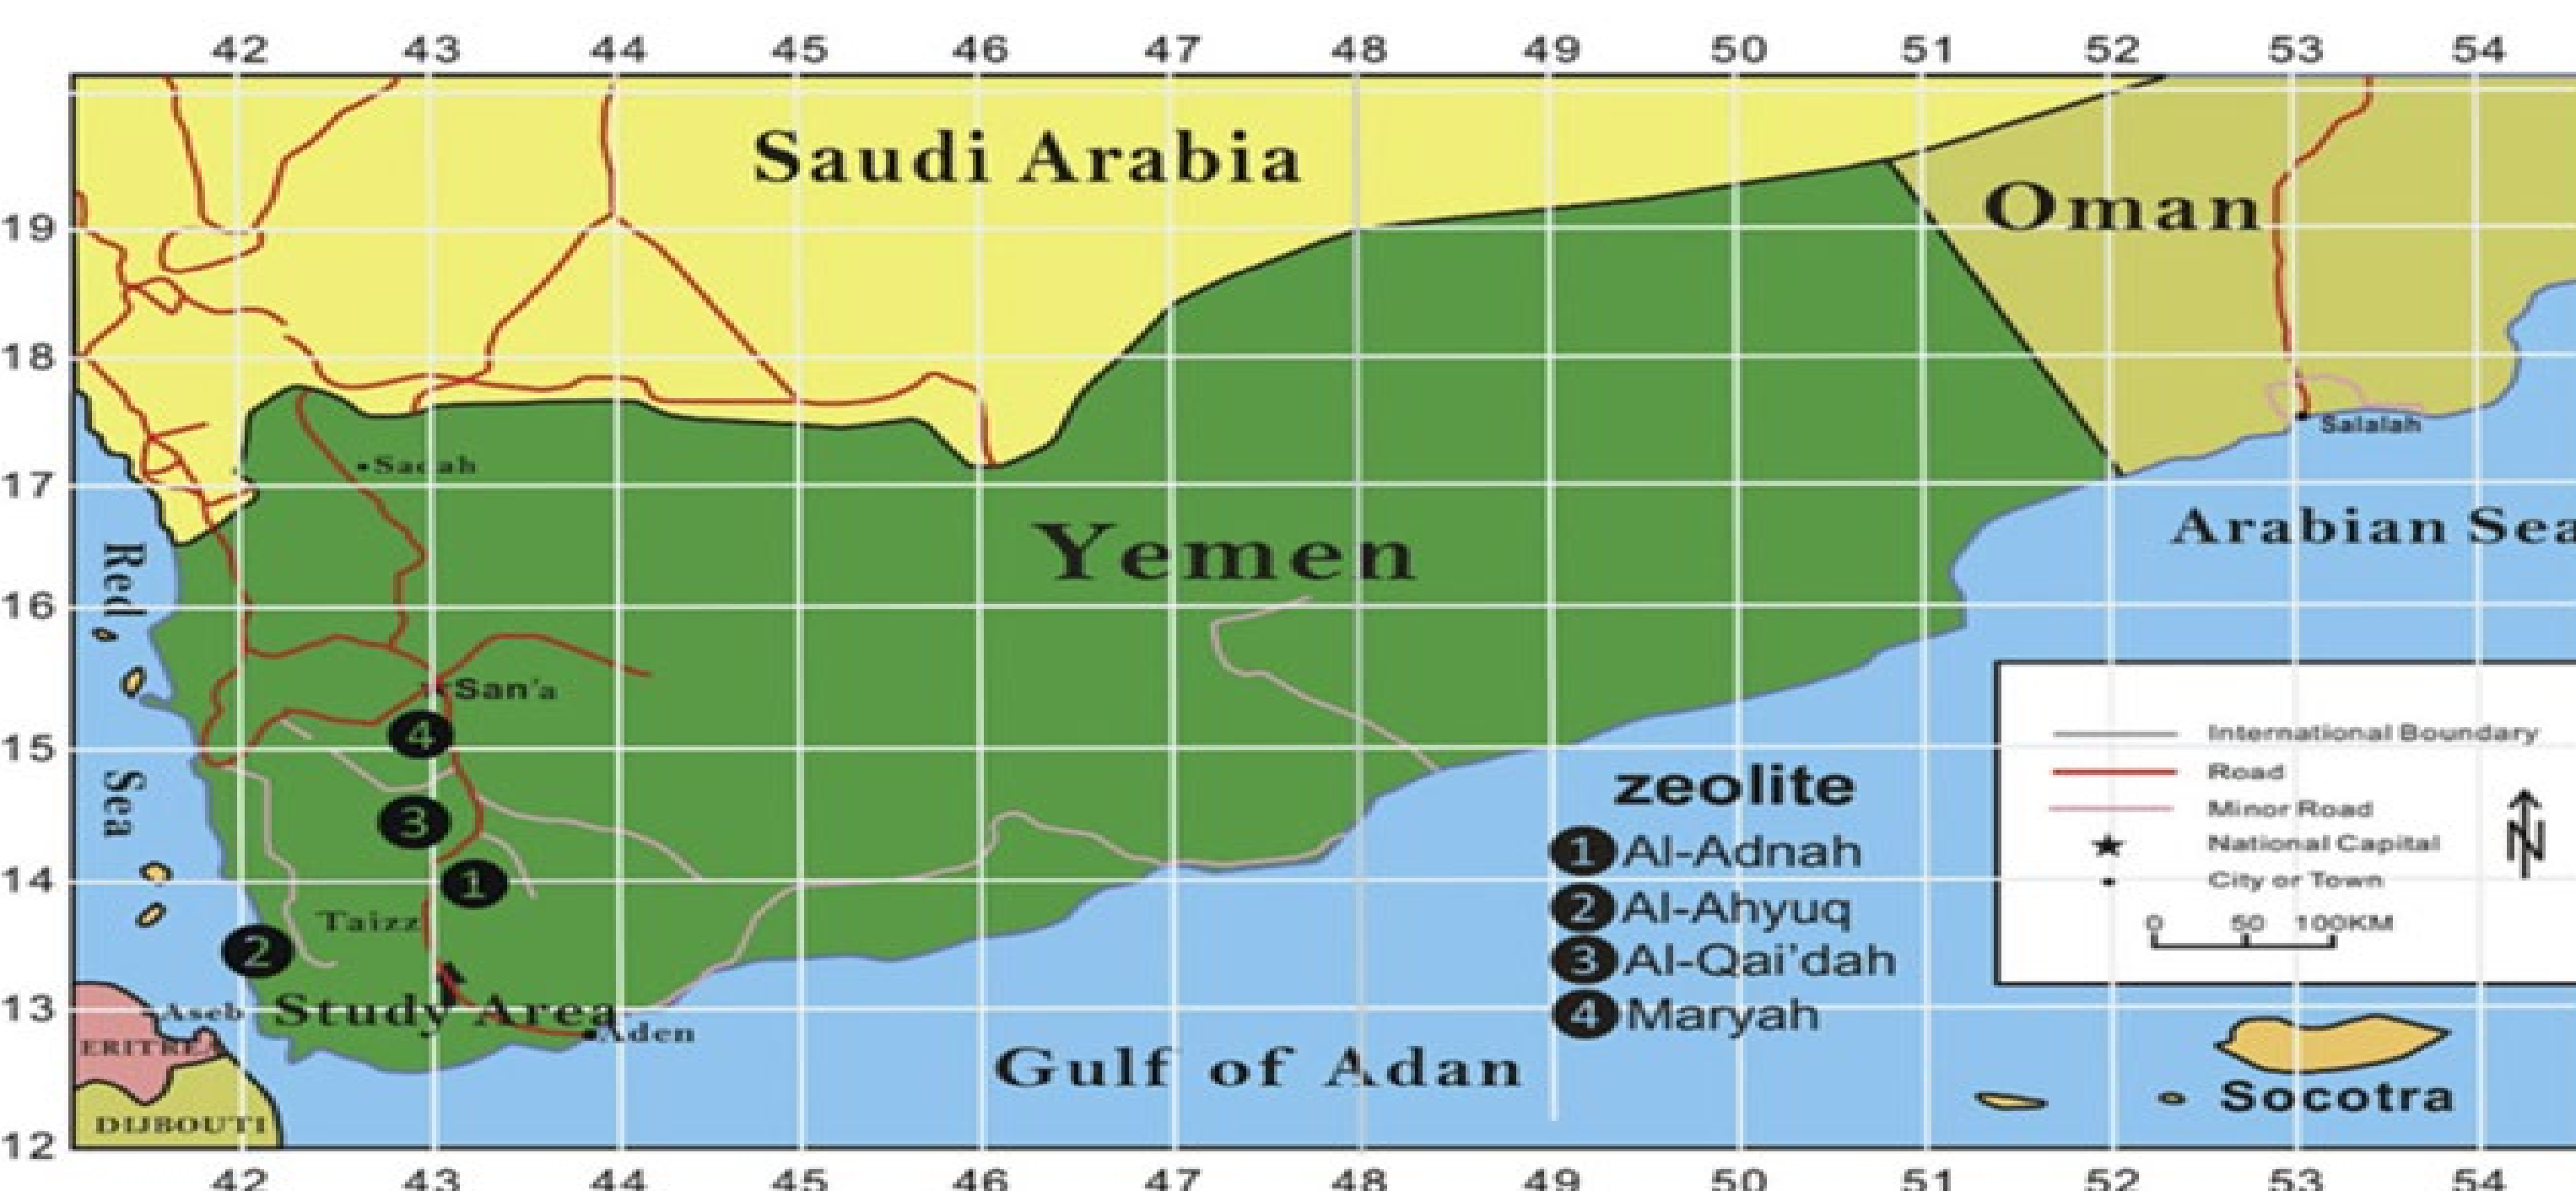 42 43 44 45 46 47 48 49 50 51 52 53 54
Saudi Arabia
Oman
19
18
Salalah
Sadah
17
Arabian Sea
Yemen
Red
16
San'a
4
15
International Boundary
Road
Sea
zeolite
Minor Road
3
1 Al-Adnah
National Capital
N
14
1
City or Town
Taizz
2 Al-Ahyuq
0 50 100KM
2
3 Al-Qai'dah
13
Aseb
Study Area
4 Maryah
Aden
ERITREA
Gulf of Adan
Socotra
DIJBOUTI
12
42 43 44 45 46 47 48 49 50 51 52 53 54